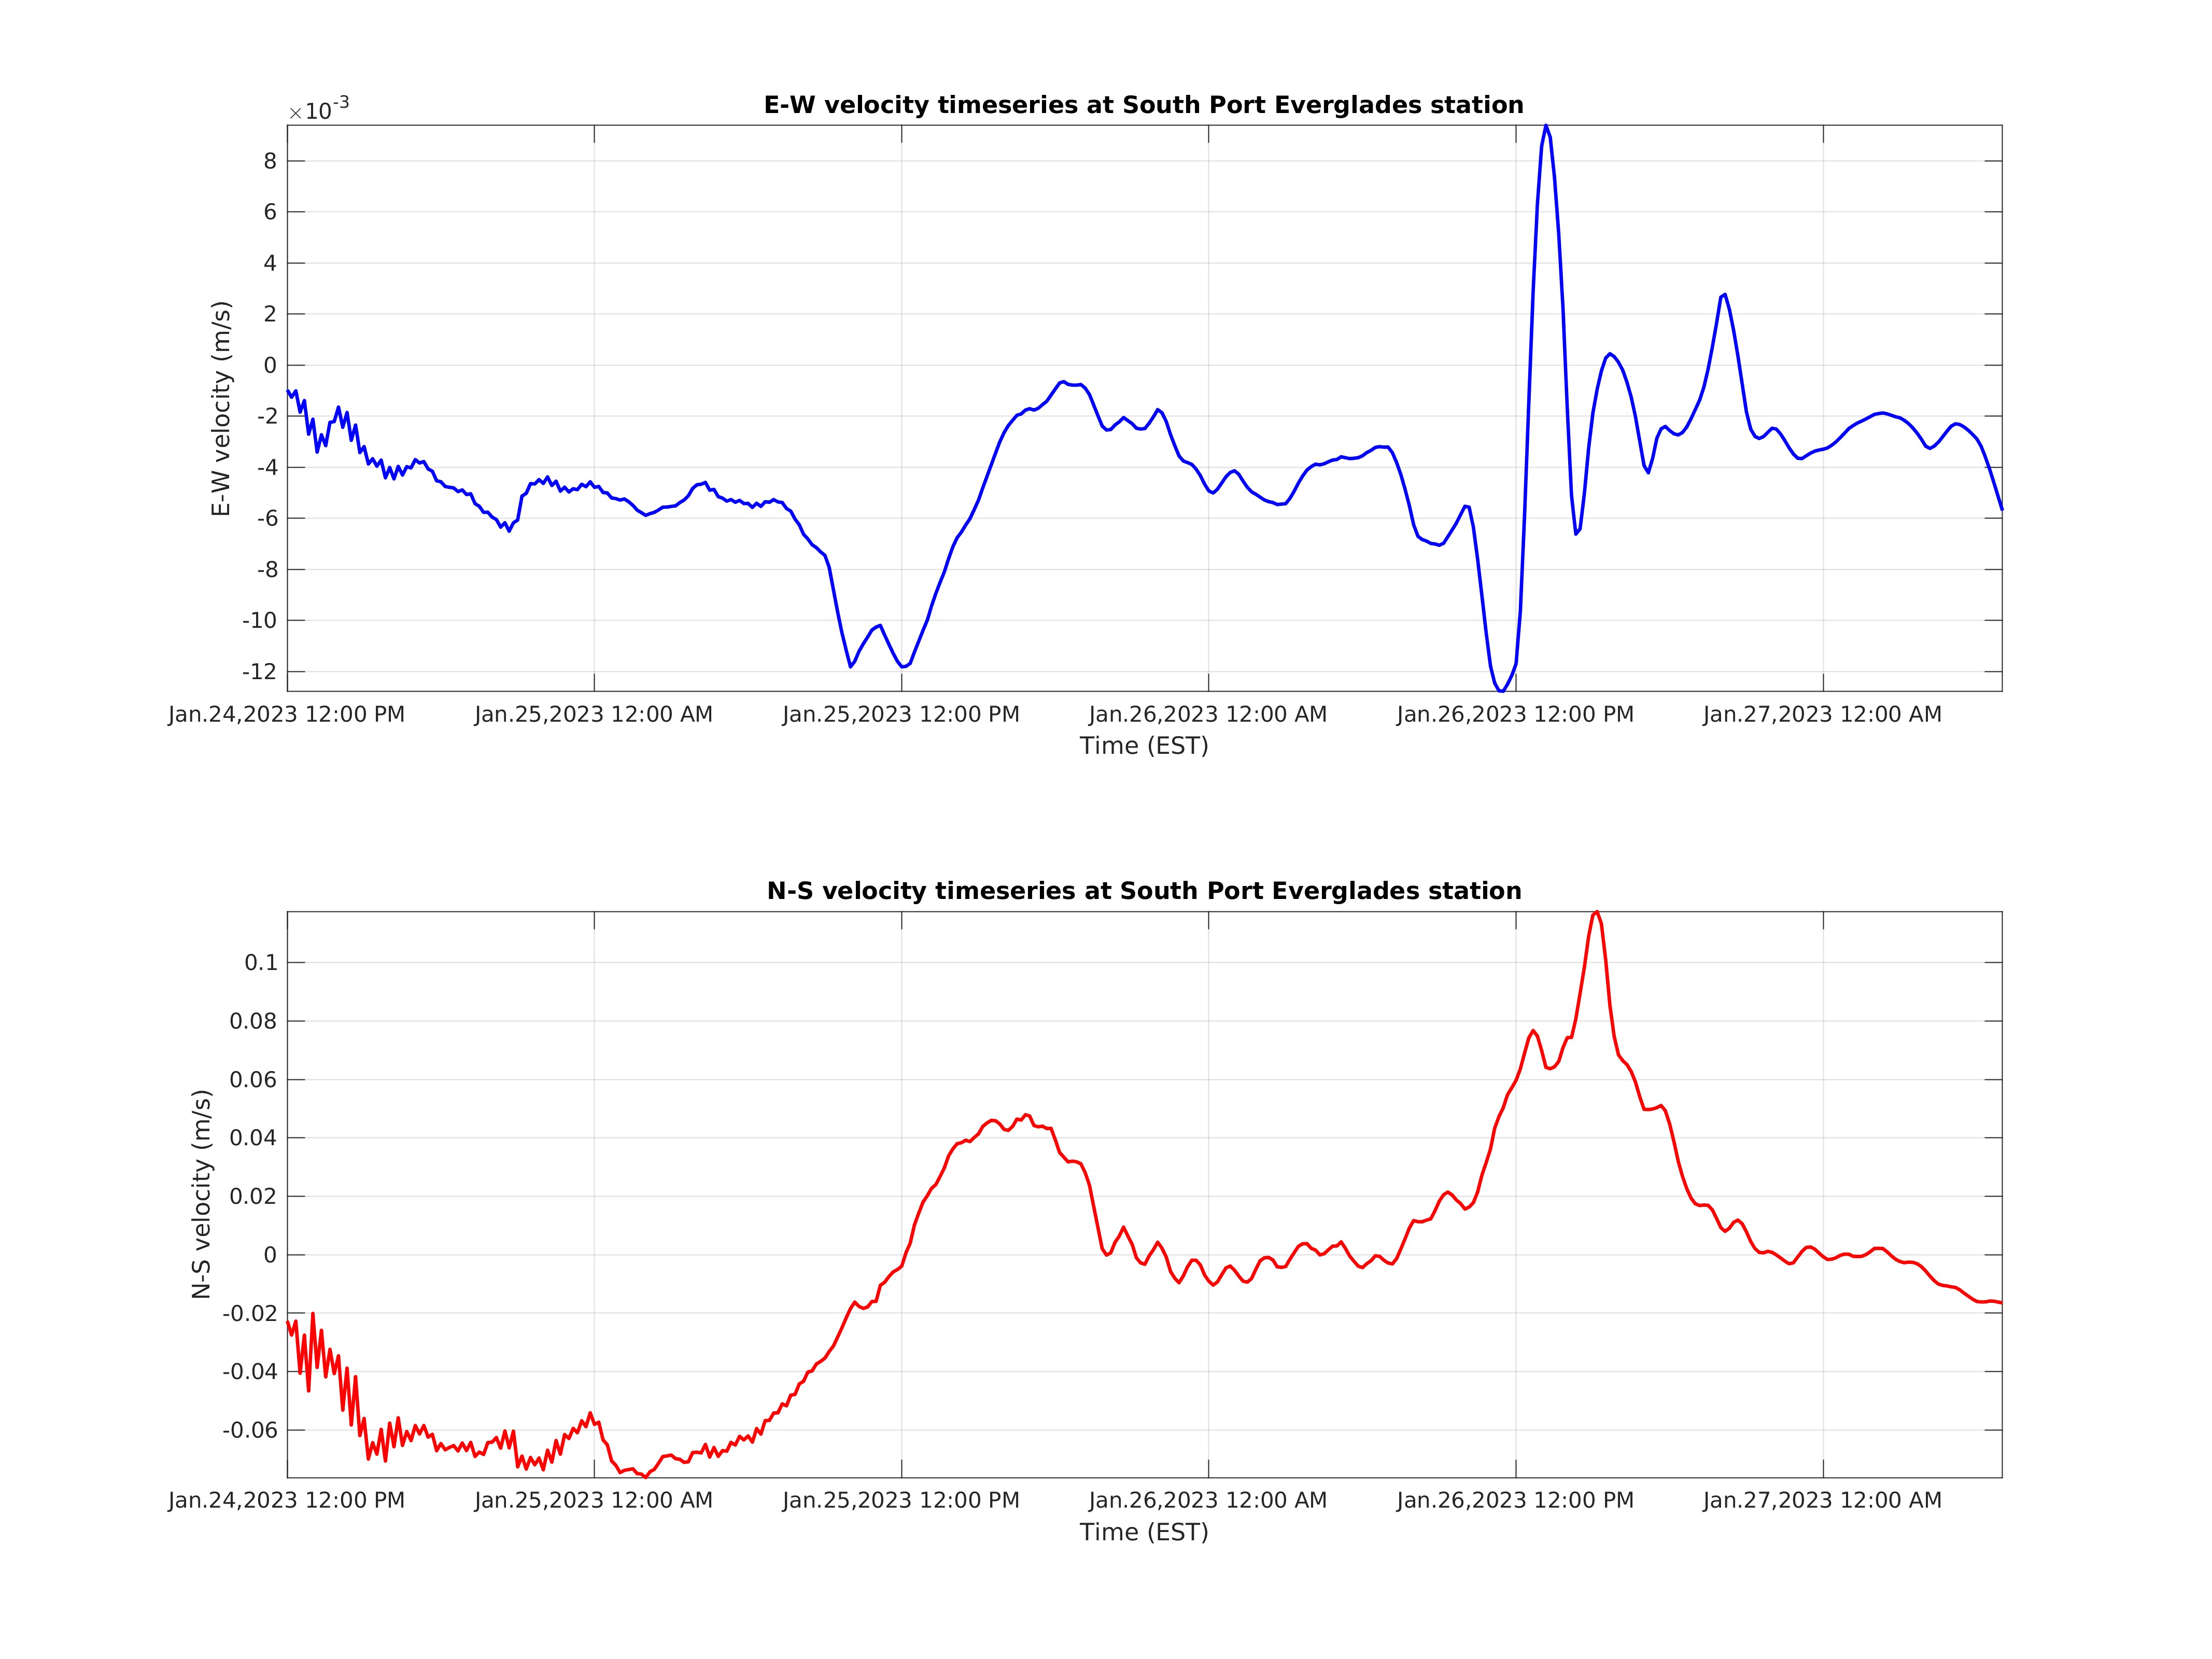 ×10-3
E-W velocity timeseries at South Port Everglades station
8
6
4
2
0
-2
-4
-6
-8
-10
-12
E-W velocity (m/s)
Jan.24,2023 12:00 PM Jan.25,2023 12:00 AM Jan.25,2023 12:00 PM Jan.26,2023 12:00 AM Jan.26,2023 12:00 PM Jan.27,2023 12:00 AM
Time (EST)
N-S velocity timeseries at South Port Everglades station
0.1
0.08
0.06
0.04
0.02
0
-0.02
-0.04
-0.06
N-S velocity (m/s)
Jan.24,2023 12:00 PM Jan.25,2023 12:00 AM Jan.25,2023 12:00 PM Jan.26,2023 12:00 AM Jan.26,2023 12:00 PM Jan.27,2023 12:00 AM
Time (EST)